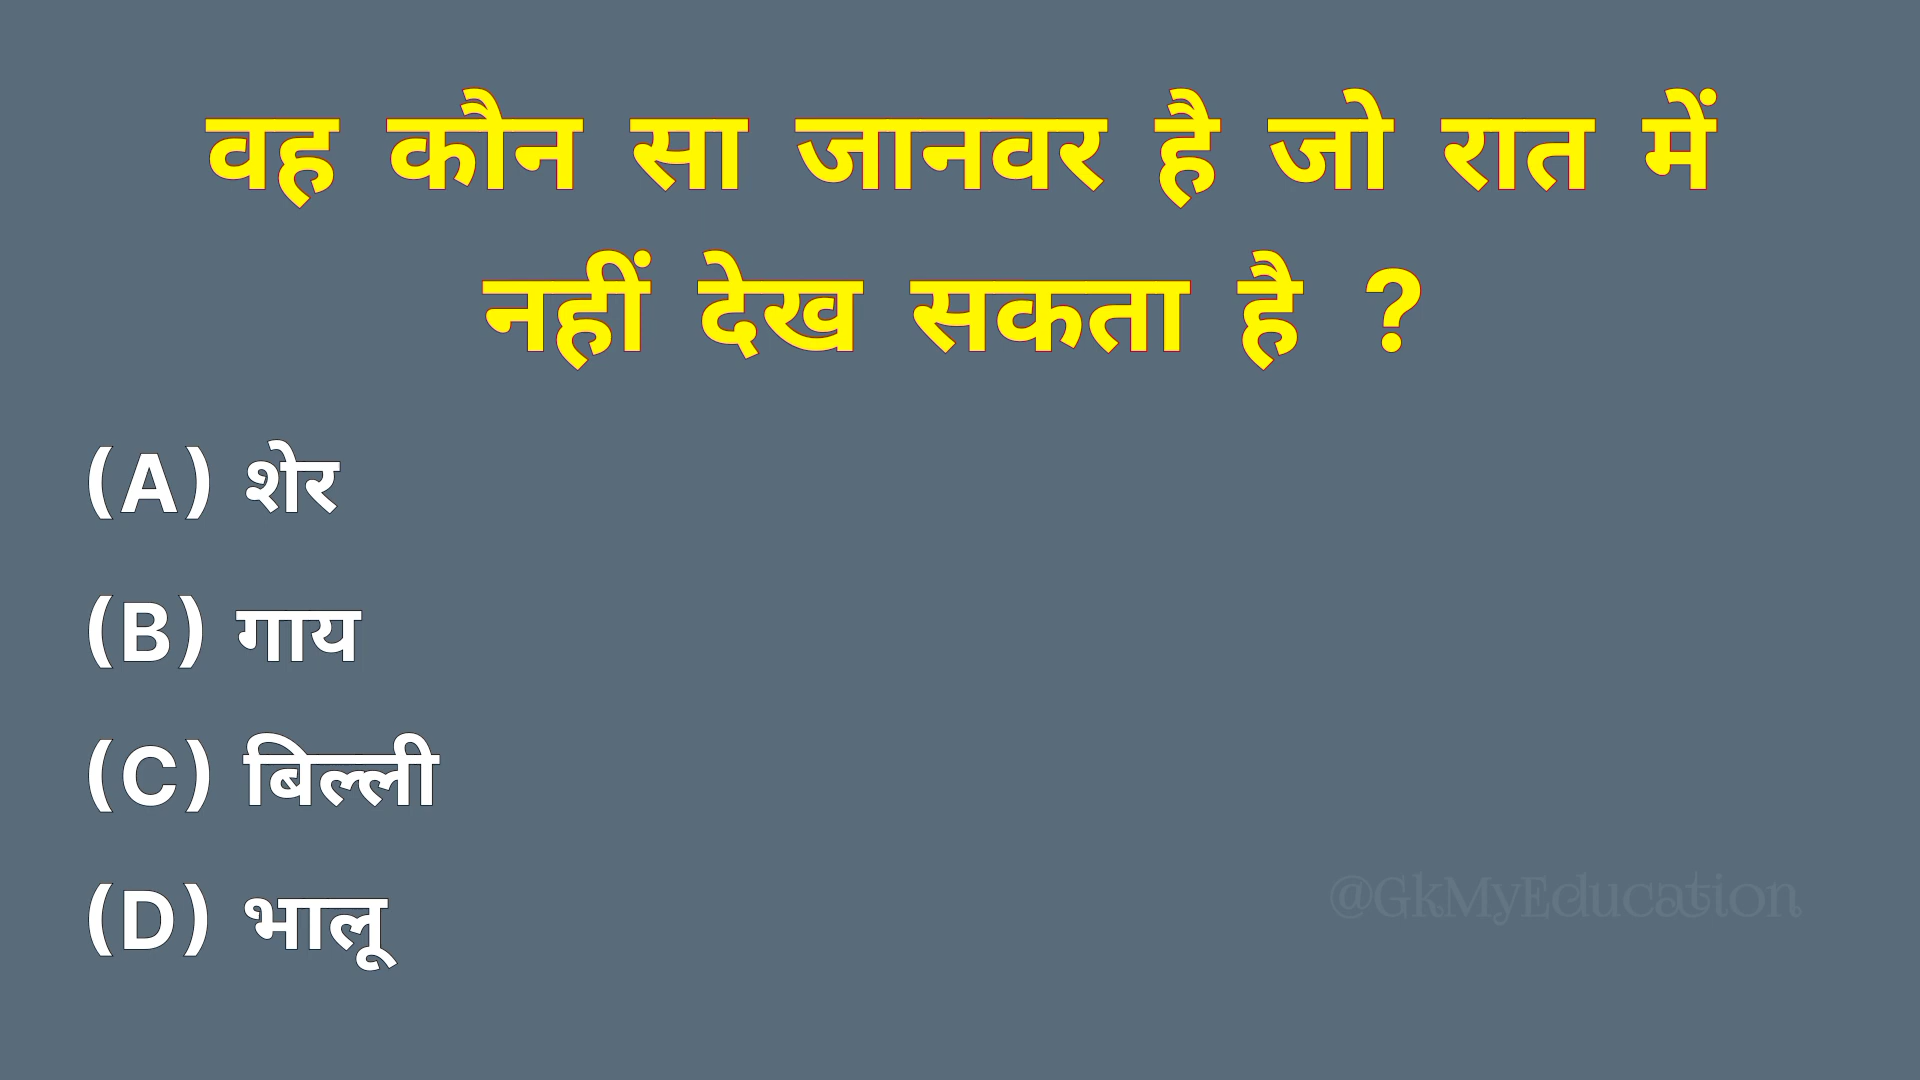 वह कौन सा जानवर है जो रात में
नहीं देख सकता है ?
(A) शेर
(B) गाय
(C) बिल्ली
(D) भालू
@GkMyEducation